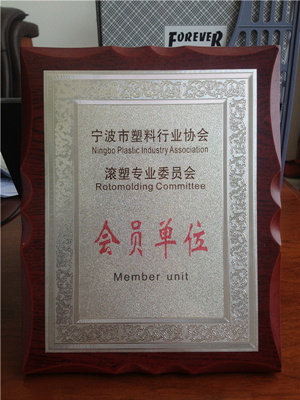 FOREVER
宁波市塑料行业协会
Ningbo Plastic Industry Association
滚塑专业委员会
Rotomolding Committee
会员单位
Member unit